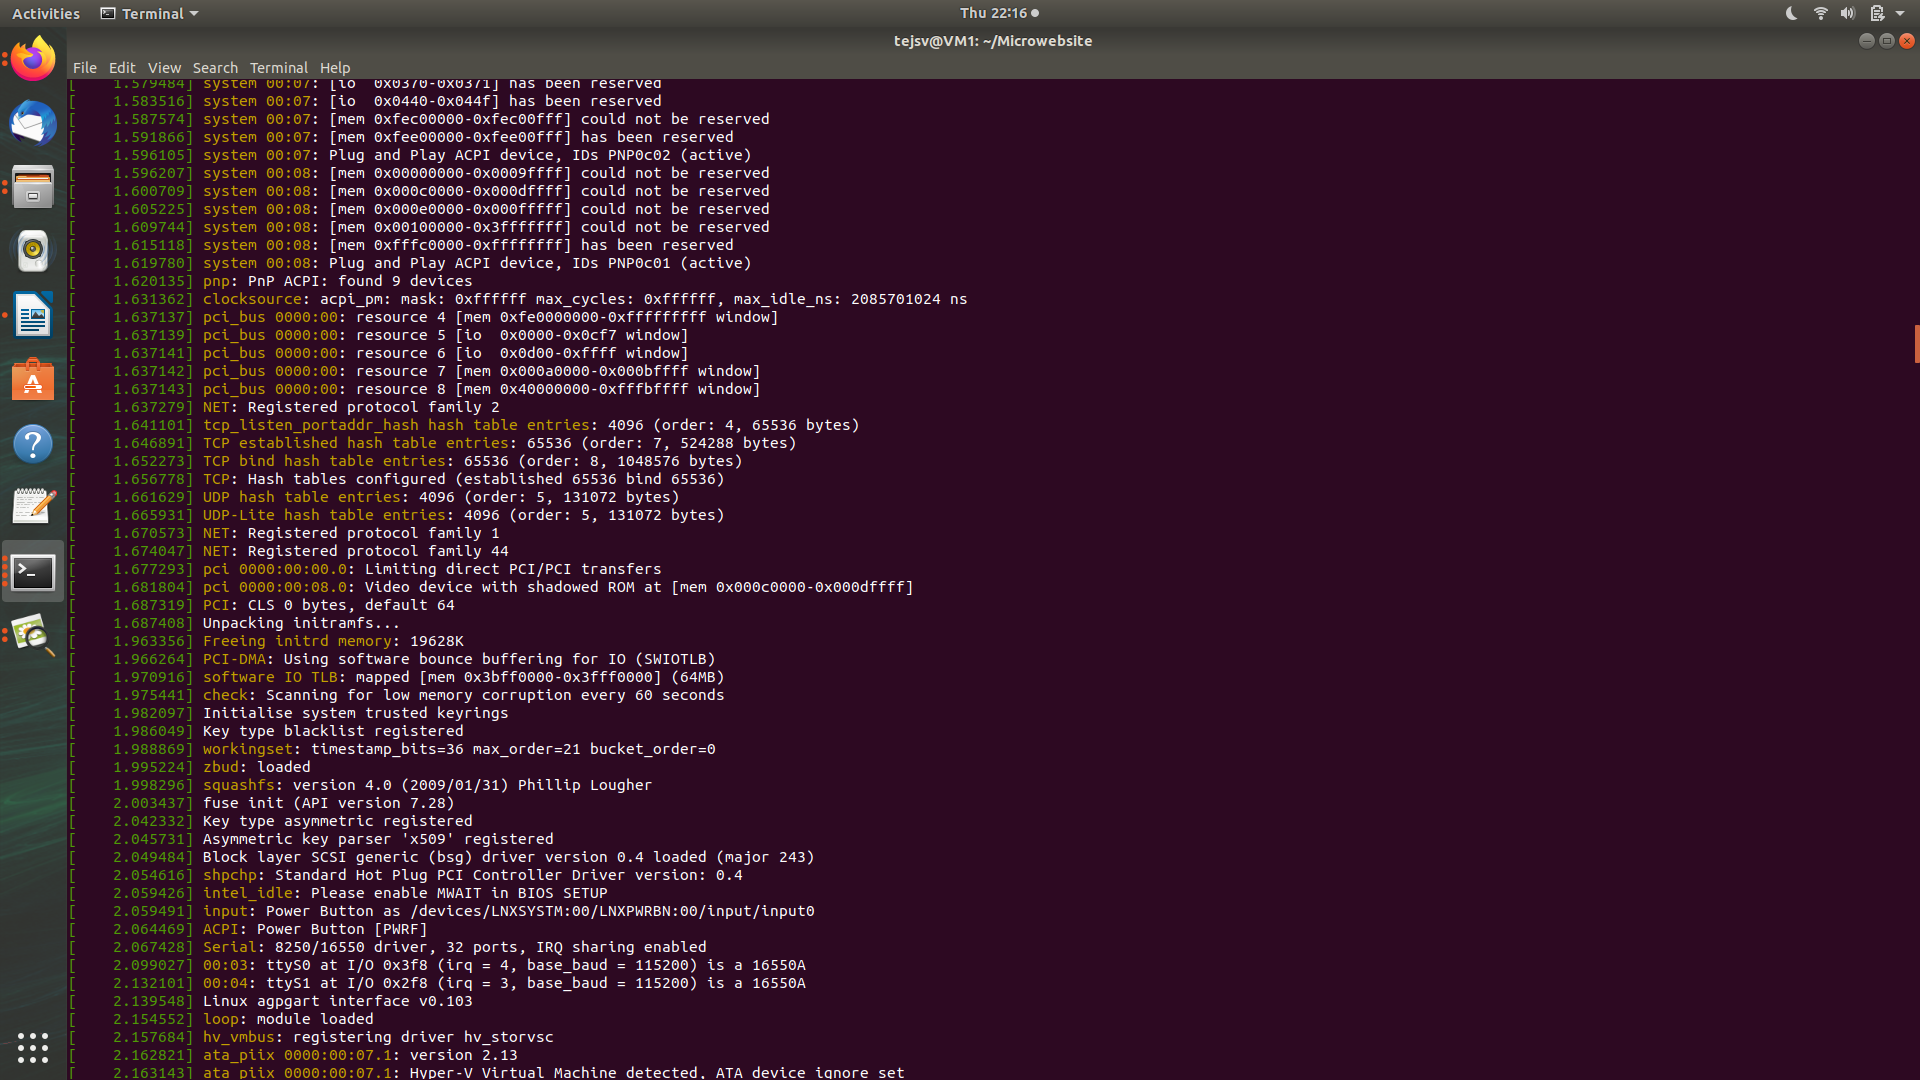 Activities Terminal Thu 22:16
tejsv@VM1: ~/Microwebsite
File Edit View Search Terminal Help
[    1.579484] system 00:07: [io  0x0370-0x0371] has been reserved
[    1.583516] system 00:07: [io  0x0440-0x044f] has been reserved
[    1.587574] system 00:07: [mem 0xfec00000-0xfec00fff] could not be reserved
[    1.591866] system 00:07: [mem 0xfee00000-0xfee00fff] has been reserved
[    1.596105] system 00:07: Plug and Play ACPI device, IDs PNP0c02 (active)
[    1.596207] system 00:08: [mem 0x00000000-0x0009ffff] could not be reserved
[    1.600709] system 00:08: [mem 0x000c0000-0x000dffff] could not be reserved
[    1.605225] system 00:08: [mem 0x000e0000-0x000fffff] could not be reserved
[    1.609744] system 00:08: [mem 0x00100000-0x3fffffff] could not be reserved
[    1.615118] system 00:08: [mem 0xfffc0000-0xffffffff] has been reserved
[    1.619780] system 00:08: Plug and Play ACPI device, IDs PNP0c01 (active)
[    1.620135] pnp: PnP ACPI: found 9 devices
[    1.631362] clocksource: acpi_pm: mask: 0xffffff max_cycles: 0xffffff, max_idle_ns: 2085701024 ns
[    1.637137] pci_bus 0000:00: resource 4 [mem 0xfe0000000-0xfffffffff window]
[    1.637139] pci_bus 0000:00: resource 5 [io  0x0000-0x0cf7 window]
[    1.637141] pci_bus 0000:00: resource 6 [io  0x0d00-0xffff window]
[    1.637142] pci_bus 0000:00: resource 7 [mem 0x000a0000-0x000bffff window]
[    1.637143] pci_bus 0000:00: resource 8 [mem 0x40000000-0xfffbffff window]
[    1.637279] NET: Registered protocol family 2
[    1.641101] tcp_listen_portaddr_hash hash table entries: 4096 (order: 4, 65536 bytes)
[    1.646891] TCP established hash table entries: 65536 (order: 7, 524288 bytes)
[    1.652273] TCP bind hash table entries: 65536 (order: 8, 1048576 bytes)
[    1.656778] TCP: Hash tables configured (established 65536 bind 65536)
[    1.661629] UDP hash table entries: 4096 (order: 5, 131072 bytes)
[    1.665931] UDP-Lite hash table entries: 4096 (order: 5, 131072 bytes)
[    1.670573] NET: Registered protocol family 1
[    1.674047] NET: Registered protocol family 44
[    1.677293] pci 0000:00:00.0: Limiting direct PCI/PCI transfers
[    1.681804] pci 0000:00:08.0: Video device with shadowed ROM at [mem 0x000c0000-0x000dffff]
[    1.687319] PCI: CLS 0 bytes, default 64
[    1.687408] Unpacking initramfs...
[    1.963356] Freeing initrd memory: 19628K
[    1.966264] PCI-DMA: Using software bounce buffering for IO (SWIOTLB)
[    1.970916] software IO TLB: mapped [mem 0x3bff0000-0x3fff0000] (64MB)
[    1.975441] check: Scanning for low memory corruption every 60 seconds
[    1.982097] Initialise system trusted keyrings
[    1.986049] Key type blacklist registered
[    1.988869] workingset: timestamp_bits=36 max_order=21 bucket_order=0
[    1.995224] zbud: loaded
[    1.998296] squashfs: version 4.0 (2009/01/31) Phillip Lougher
[    2.003437] fuse init (API version 7.28)
[    2.042332] Key type asymmetric registered
[    2.045731] Asymmetric key parser 'x509' registered
[    2.049484] Block layer SCSI generic (bsg) driver version 0.4 loaded (major 243)
[    2.054616] shpchp: Standard Hot Plug PCI Controller Driver version: 0.4
[    2.059426] intel_idle: Please enable MWAIT in BIOS SETUP
[    2.059491] input: Power Button as /devices/LNXSYSTM:00/LNXPWRBN:00/input/input0
[    2.064469] ACPI: Power Button [PWRF]
[    2.067428] Serial: 8250/16550 driver, 32 ports, IRQ sharing enabled
[    2.099027] 00:03: ttyS0 at I/O 0x3f8 (irq = 4, base_baud = 115200) is a 16550A
[    2.132101] 00:04: ttyS1 at I/O 0x2f8 (irq = 3, base_baud = 115200) is a 16550A
[    2.139548] Linux agpgart interface v0.103
[    2.154552] loop: module loaded
[    2.157684] hv_vmbus: registering driver hv_storvsc
[    2.162821] ata_piix 0000:00:07.1: version 2.13
[    2.163143] ata_piix 0000:00:07.1: Hyper-V Virtual Machine detected, ATA device ignore set